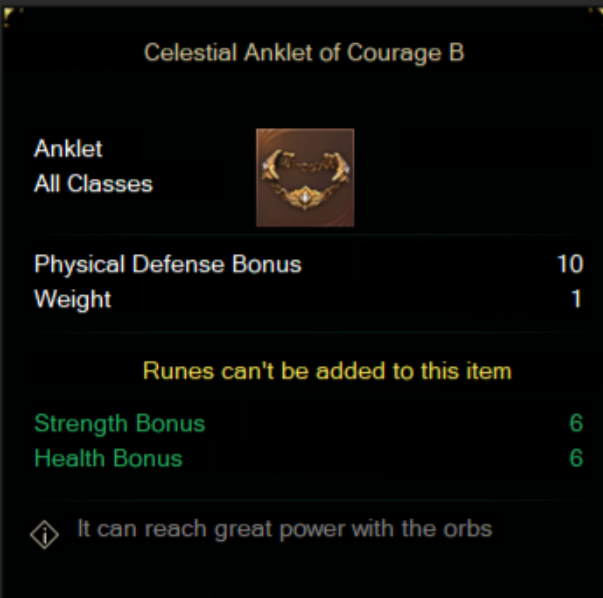 Celestial Anklet of Courage B
Anklet
All Classes
Physical Defense Bonus 10
Weight 1
Runes can't be added to this item
Strength Bonus 6
Health Bonus 6
It can reach great power with the orbs